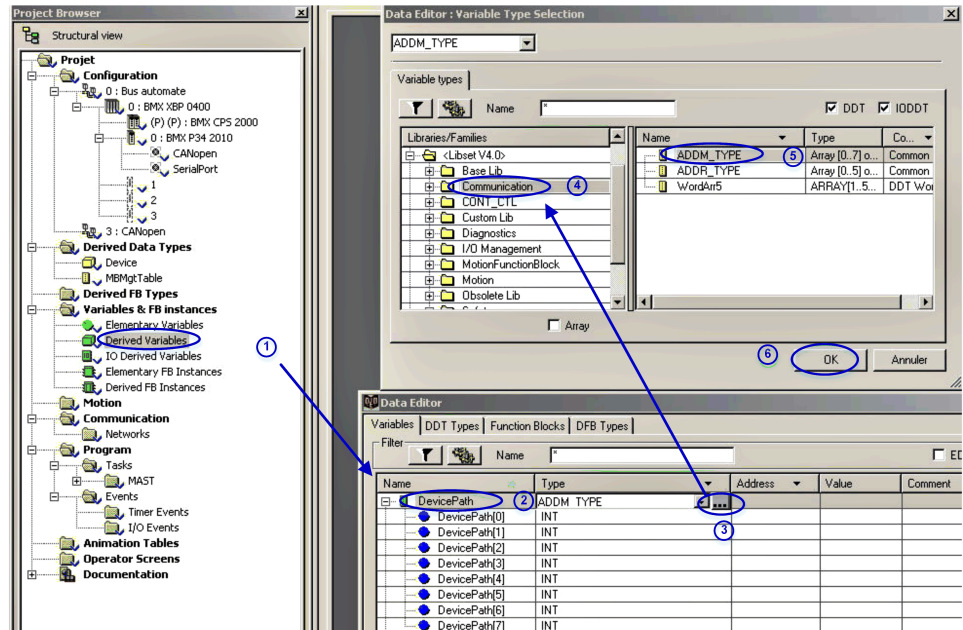 Project Browser
Structural view
Projet
Configuration
0 : Bus automate
0 : BMX XBP 0400
(P) (P) : BMX CPS 2000
0 : BMX P34 2010
CANopen
SerialPort
1
2
3
3 : CANopen
Derived Data Types
Device
MBMgtTable
Derived FB Types
Variables & FB instances
Elementary Variables
Derived Variables
IO Derived Variables
Elementary FB Instances
Derived FB Instances
Motion
Communication
Networks
Program
Tasks
MAST
Events
Timer Events
I/O Events
Animation Tables
Operator Screens
Documentation
1
Data Editor : Variable Type Selection
ADDM_TYPE
Variable types
Name *
DDT IODDT
Libraries/Families
<Libset V4.0>
Base Lib
Communication 4
CONT_CTL
Custom Lib
Diagnostics
I/O Management
MotionFunctionBlock
Motion
Obsolete Lib
Name Type Co...
ADDM_TYPE 5 Array [0..7] o... Common
ADDR_TYPE Array [0..5] o... Common
WordArr5 ARRAY[1..5... DDT Wor
Array
6 OK Annuler
Data Editor
Variables DDT Types Function Blocks DFB Types
Filter
Name *
Name Type Address Value Comment
DevicePath 2 ADDM_TYPE ...
3
DevicePath[0] INT
DevicePath[1] INT
DevicePath[2] INT
DevicePath[3] INT
DevicePath[4] INT
DevicePath[5] INT
DevicePath[6] INT
DevicePath[7] INT